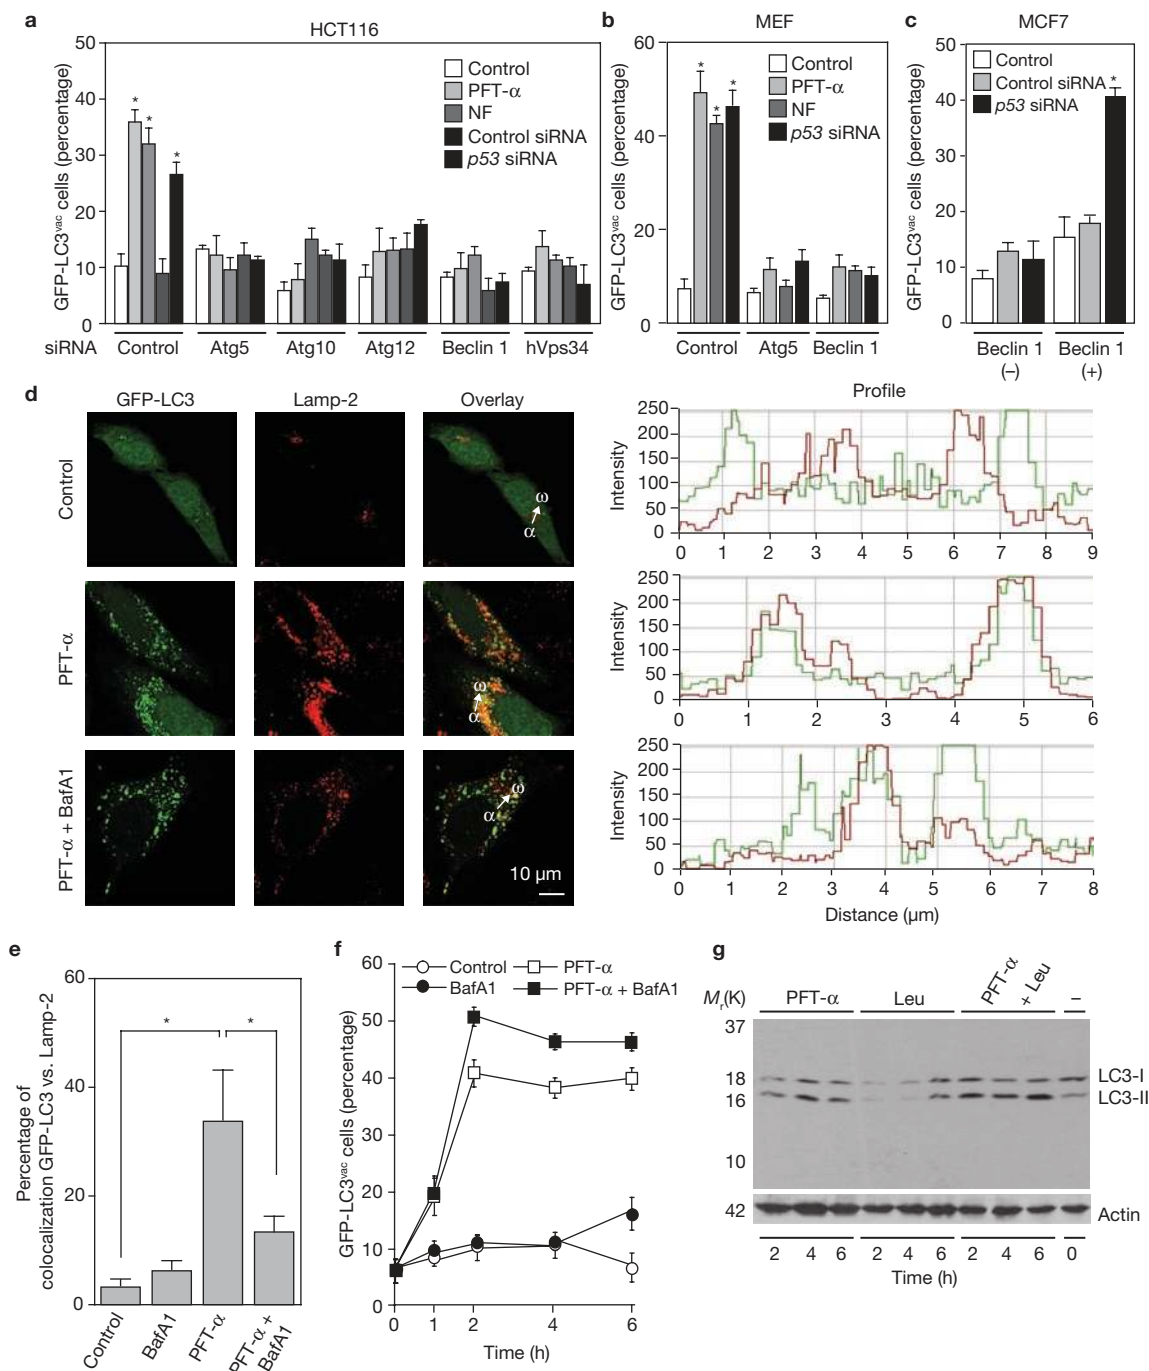 a
HCT116
50
40
30
20
10
0
GFP-LC3vac cells (percentage)
Control
PFT-α
NF
Control siRNA
p53 siRNA
* * *
siRNA Control Atg5 Atg10 Atg12 Beclin 1 hVps34
b
MEF
60
40
20
0
GFP-LC3vac cells (percentage)
Control
PFT-α
NF
p53 siRNA
* * *
Control Atg5 Beclin 1
c
MCF7
50
40
30
20
10
0
GFP-LC3vac cells (percentage)
Control
Control siRNA
p53 siRNA
*
Beclin 1 Beclin 1
(–) (+)
d
GFP-LC3 Lamp-2 Overlay
Control
α ω
PFT-α
α ω
PFT-α + BafA1
α ω
10 µm
Profile
250
200
150
100
50
0
Intensity
0 1 2 3 4 5 6 7 8 9
250
200
150
100
50
0
Intensity
0 1 2 3 4 5 6
250
200
150
100
50
0
Intensity
0 1 2 3 4 5 6 7 8
Distance (µm)
e
60
40
20
0
Percentage of
colocalization GFP-LC3 vs. Lamp-2
* *
Control BafA1 PFT-α PFT-α + BafA1
f
60
50
40
30
20
10
0
GFP-LC3vac cells (percentage)
Control PFT-α
BafA1 PFT-α + BafA1
0 1 2 4 6
Time (h)
g
Mr(K) PFT-α Leu PFT-α + Leu –
37
18
16
10
42
LC3-I
LC3-II
Actin
2 4 6 2 4 6 2 4 6 0
Time (h)